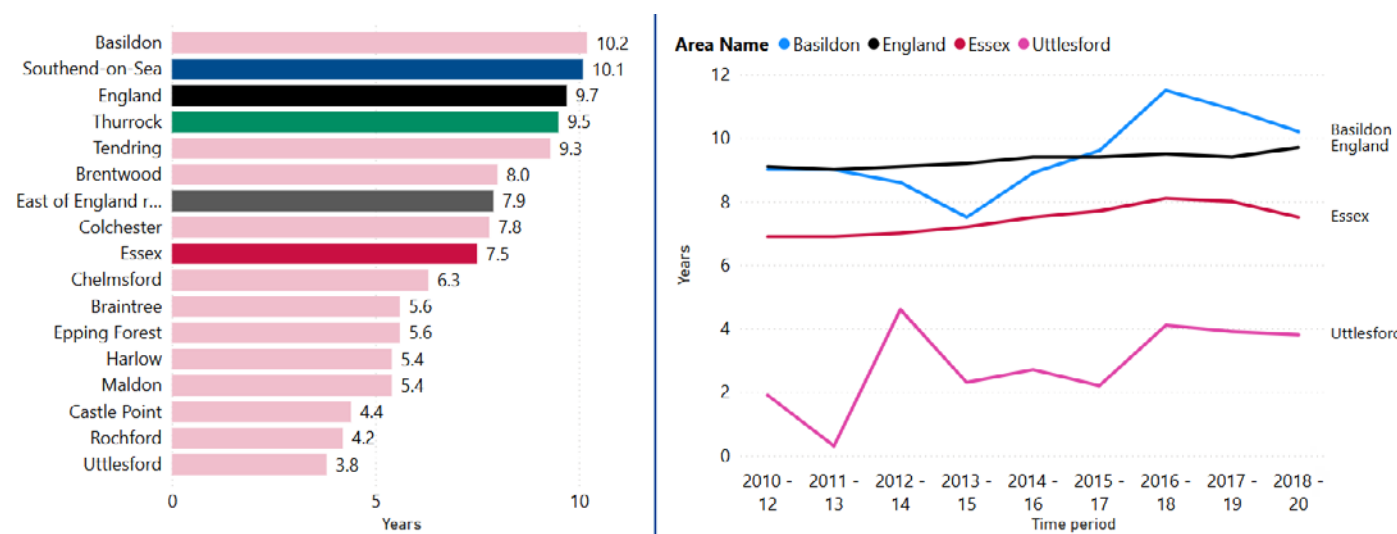 Basildon 10.2
Southend-on-Sea 10.1
England 9.7
Thurrock 9.5
Tendring 9.3
Brentwood 8.0
East of England r... 7.9
Colchester 7.8
Essex 7.5
Chelmsford 6.3
Braintree 5.6
Epping Forest 5.6
Harlow 5.4
Maldon 5.4
Castle Point 4.4
Rochford 4.2
Uttlesford 3.8
0 5 10
Years
Area Name Basildon England Essex Uttlesford
12
10
8
6
4
2
0
Years
Basildon
England
Essex
Uttlesford
2010 - 2011 - 2012 - 2013 - 2014 - 2015 - 2016 - 2017 - 2018 -
12 13 14 15 16 17 18 19 20
Time period